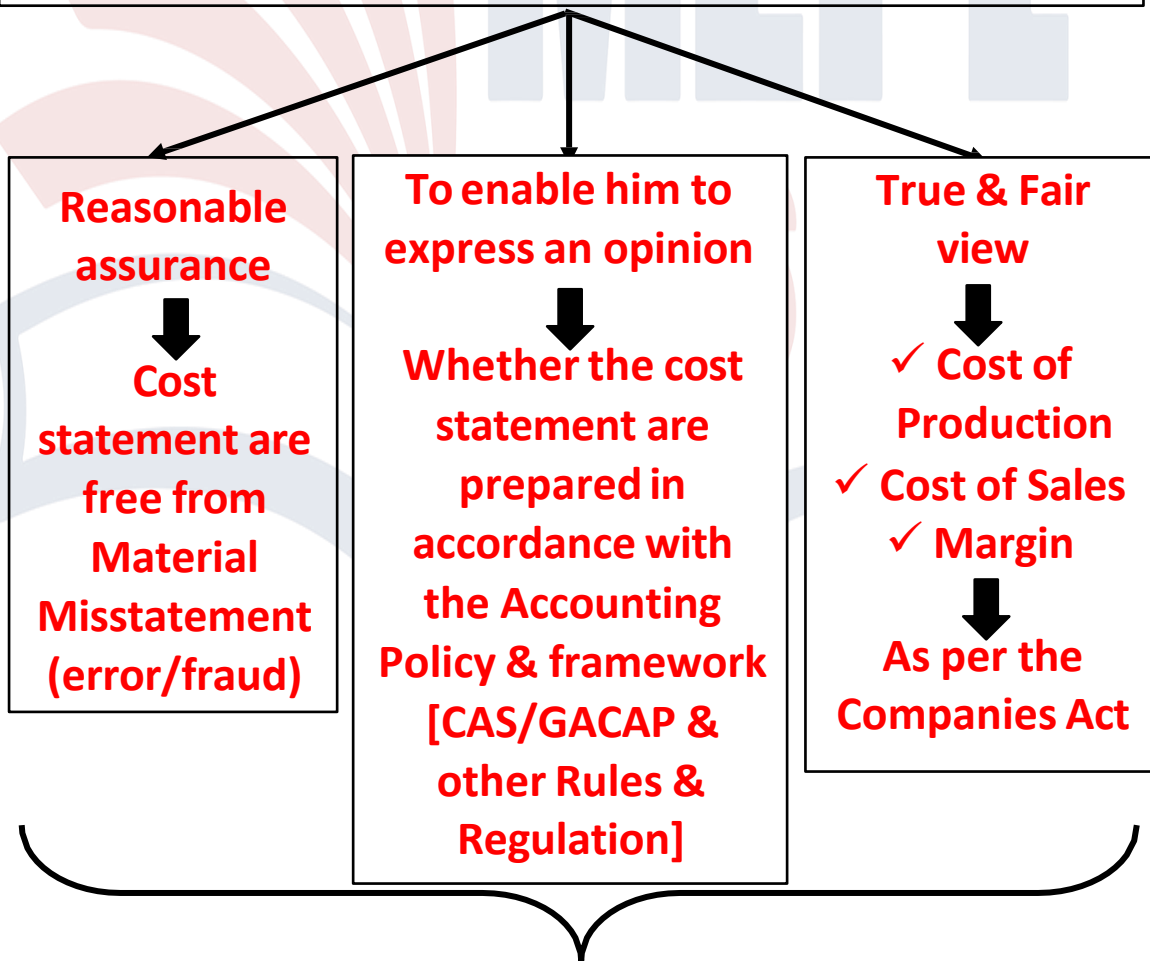 Reasonable
assurance
Cost
statement are
free from
Material
Misstatement
(error/fraud)
To enable him to
express an opinion
Whether the cost
statement are
prepared in
accordance with
the Accounting
Policy & framework
[CAS/GACAP &
other Rules &
Regulation]
True & Fair
view
✓ Cost of
Production
✓ Cost of Sales
✓ Margin
As per the
Companies Act